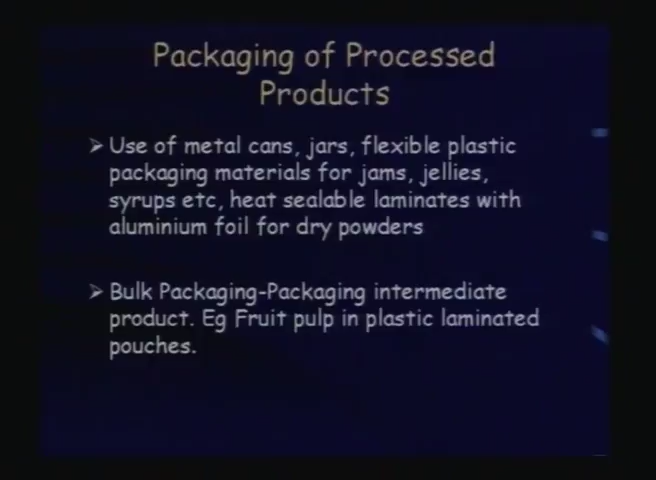 Packaging of Processed
Products
➢ Use of metal cans, jars, flexible plastic
packaging materials for jams, jellies,
syrups etc, heat sealable laminates with
aluminium foil for dry powders
➢ Bulk Packaging-Packaging intermediate
product. Eg Fruit pulp in plastic laminated
pouches.